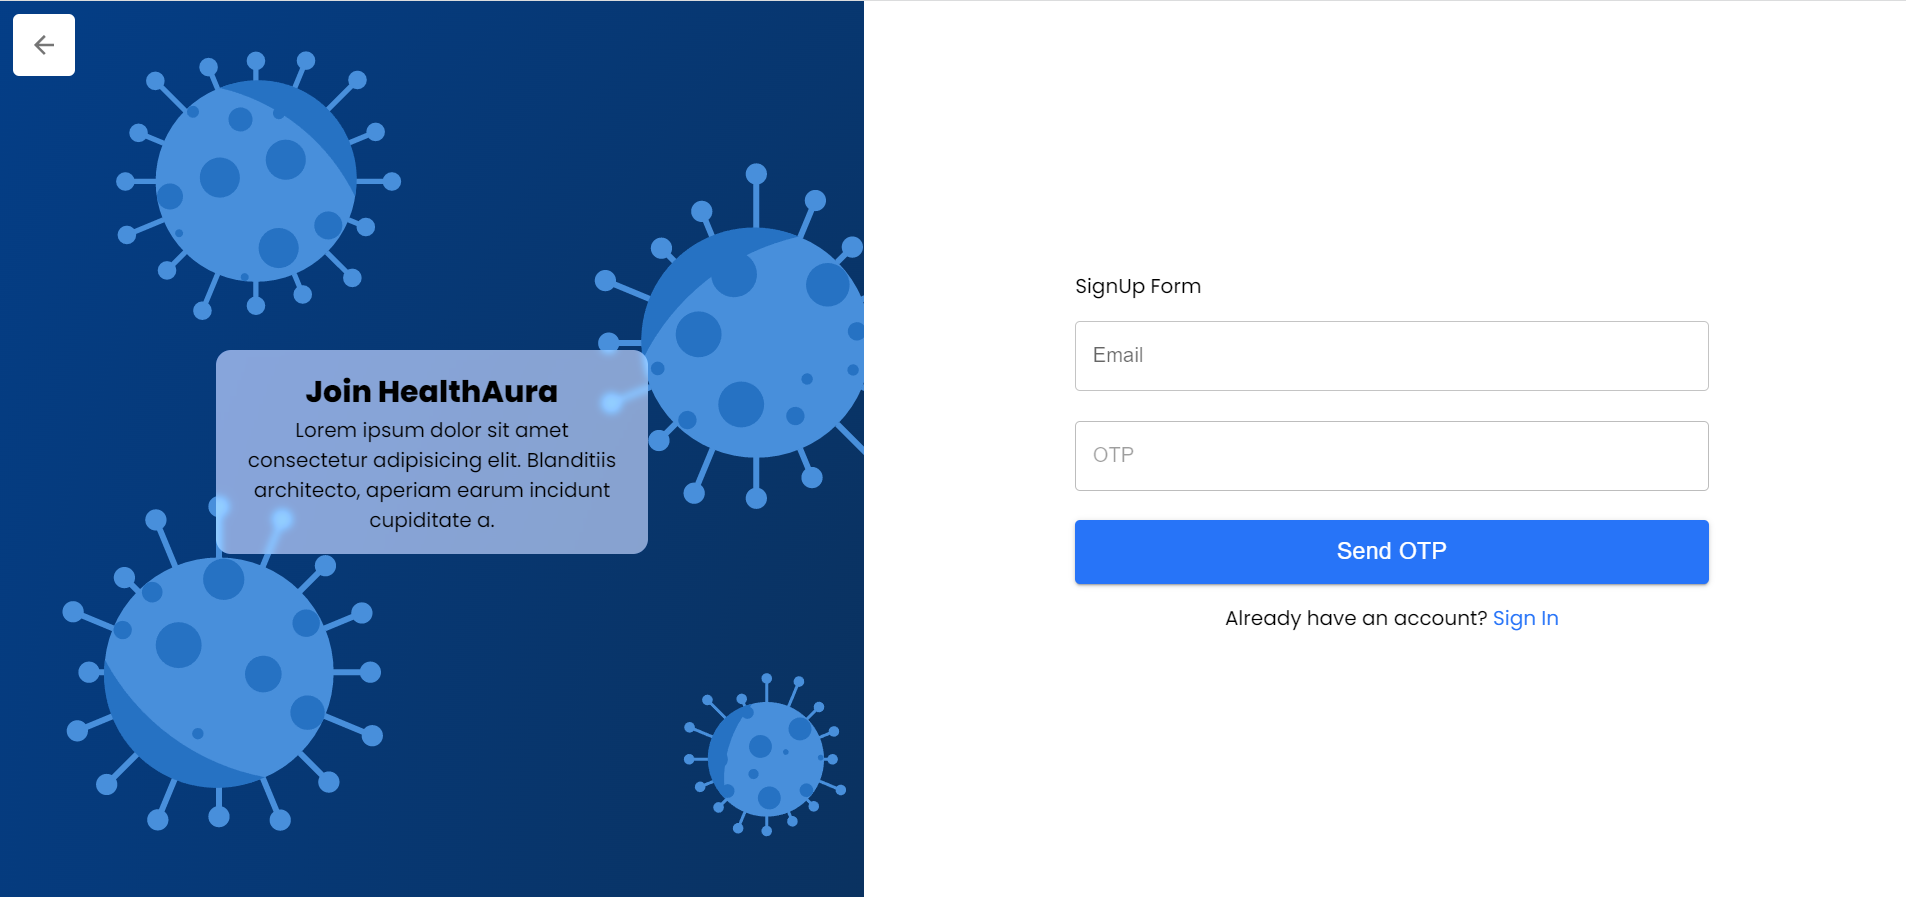 Join HealthAura
Lorem ipsum dolor sit amet
consectetur adipisicing elit. Blanditiis
architecto, aperiam earum incidunt
cupiditate a.
SignUp Form
Email
OTP
Send OTP
Already have an account? Sign In